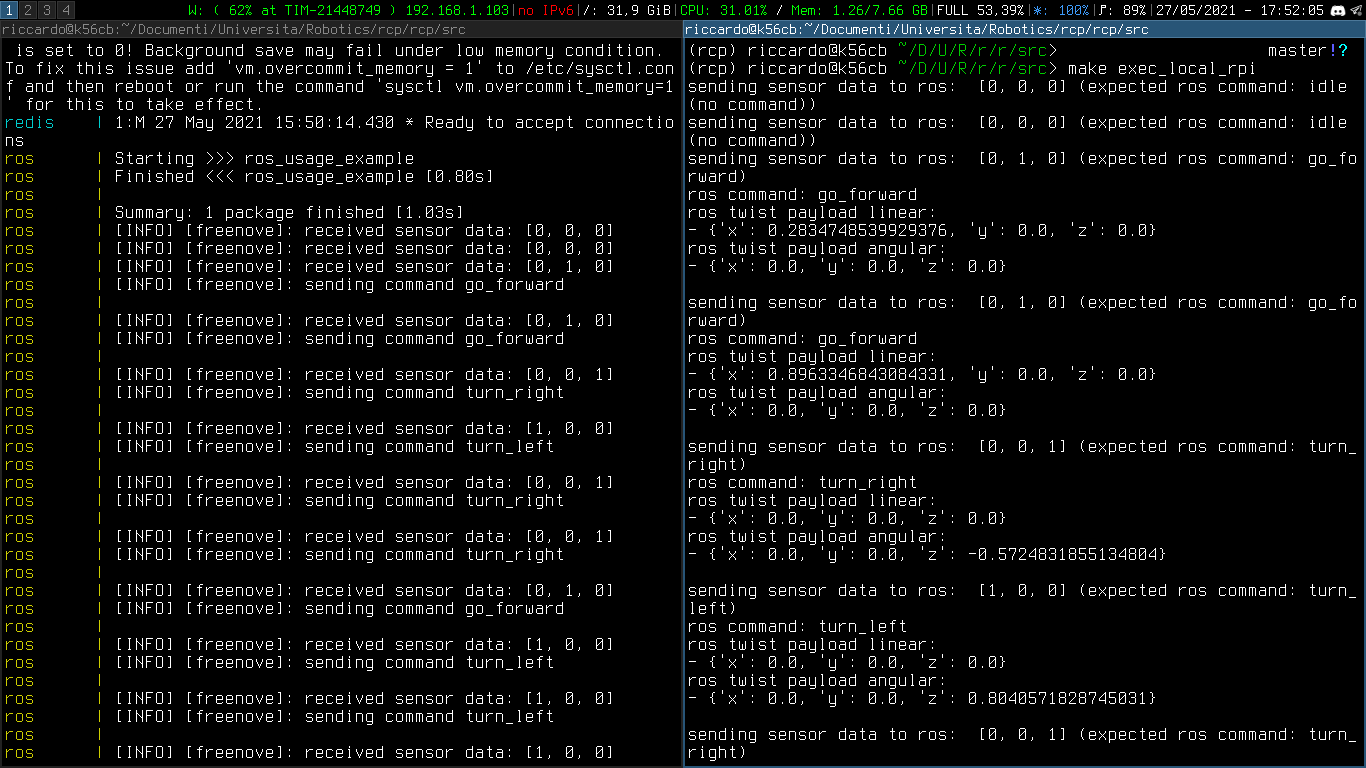 1 2 3 4 W: ( 62% at TIM-21448749 ) 192.168.1.103|no IPv6|/: 31,9 GiB|CPU: 31.01% / Mem: 1.26/7.66 GB|FULL 53,39%|*: 100%| 89%|27/05/2021 - 17:52:05
riccardo@k56cb:~/Documenti/Universita/Robotics/rcp/rcp/src
is set to 0! Background save may fail under low memory condition.
To fix this issue add 'vm.overcommit_memory = 1' to /etc/sysctl.con
f and then reboot or run the command 'sysctl vm.overcommit_memory=1
' for this to take effect.
redis | 1:M 27 May 2021 15:50:14.430 * Ready to accept connectio
ns
ros | Starting >>> ros_usage_example
ros | Finished <<< ros_usage_example [0.80s]
ros |
ros | Summary: 1 package finished [1.03s]
ros | [INFO] [freenove]: received sensor data: [0, 0, 0]
ros | [INFO] [freenove]: received sensor data: [0, 0, 0]
ros | [INFO] [freenove]: received sensor data: [0, 1, 0]
ros | [INFO] [freenove]: sending command go_forward
ros |
ros | [INFO] [freenove]: received sensor data: [0, 1, 0]
ros | [INFO] [freenove]: sending command go_forward
ros |
ros | [INFO] [freenove]: received sensor data: [0, 0, 1]
ros | [INFO] [freenove]: sending command turn_right
ros |
ros | [INFO] [freenove]: received sensor data: [1, 0, 0]
ros | [INFO] [freenove]: sending command turn_left
ros |
ros | [INFO] [freenove]: received sensor data: [0, 0, 1]
ros | [INFO] [freenove]: sending command turn_right
ros |
ros | [INFO] [freenove]: received sensor data: [0, 0, 1]
ros | [INFO] [freenove]: sending command turn_right
ros |
ros | [INFO] [freenove]: received sensor data: [0, 1, 0]
ros | [INFO] [freenove]: sending command go_forward
ros |
ros | [INFO] [freenove]: received sensor data: [1, 0, 0]
ros | [INFO] [freenove]: sending command turn_left
ros |
ros | [INFO] [freenove]: received sensor data: [1, 0, 0]
ros | [INFO] [freenove]: sending command turn_left
ros |
ros | [INFO] [freenove]: received sensor data: [1, 0, 0]
riccardo@k56cb:~/Documenti/Universita/Robotics/rcp/rcp/src
(rcp) riccardo@k56cb ~/D/U/R/r/r/src> master!?
(rcp) riccardo@k56cb ~/D/U/R/r/r/src> make exec_local_rpi
sending sensor data to ros: [0, 0, 0] (expected ros command: idle
(no command))
sending sensor data to ros: [0, 0, 0] (expected ros command: idle
(no command))
sending sensor data to ros: [0, 1, 0] (expected ros command: go_fo
rward)
ros command: go_forward
ros twist payload linear:
- {'x': 0.2834748539929376, 'y': 0.0, 'z': 0.0}
ros twist payload angular:
- {'x': 0.0, 'y': 0.0, 'z': 0.0}
sending sensor data to ros: [0, 1, 0] (expected ros command: go_fo
rward)
ros command: go_forward
ros twist payload linear:
- {'x': 0.8963346843084331, 'y': 0.0, 'z': 0.0}
ros twist payload angular:
- {'x': 0.0, 'y': 0.0, 'z': 0.0}
sending sensor data to ros: [0, 0, 1] (expected ros command: turn_
right)
ros command: turn_right
ros twist payload linear:
- {'x': 0.0, 'y': 0.0, 'z': 0.0}
ros twist payload angular:
- {'x': 0.0, 'y': 0.0, 'z': -0.5724831855134804}
sending sensor data to ros: [1, 0, 0] (expected ros command: turn_
left)
ros command: turn_left
ros twist payload linear:
- {'x': 0.0, 'y': 0.0, 'z': 0.0}
ros twist payload angular:
- {'x': 0.0, 'y': 0.0, 'z': 0.8040571828745031}
sending sensor data to ros: [0, 0, 1] (expected ros command: turn_
right)